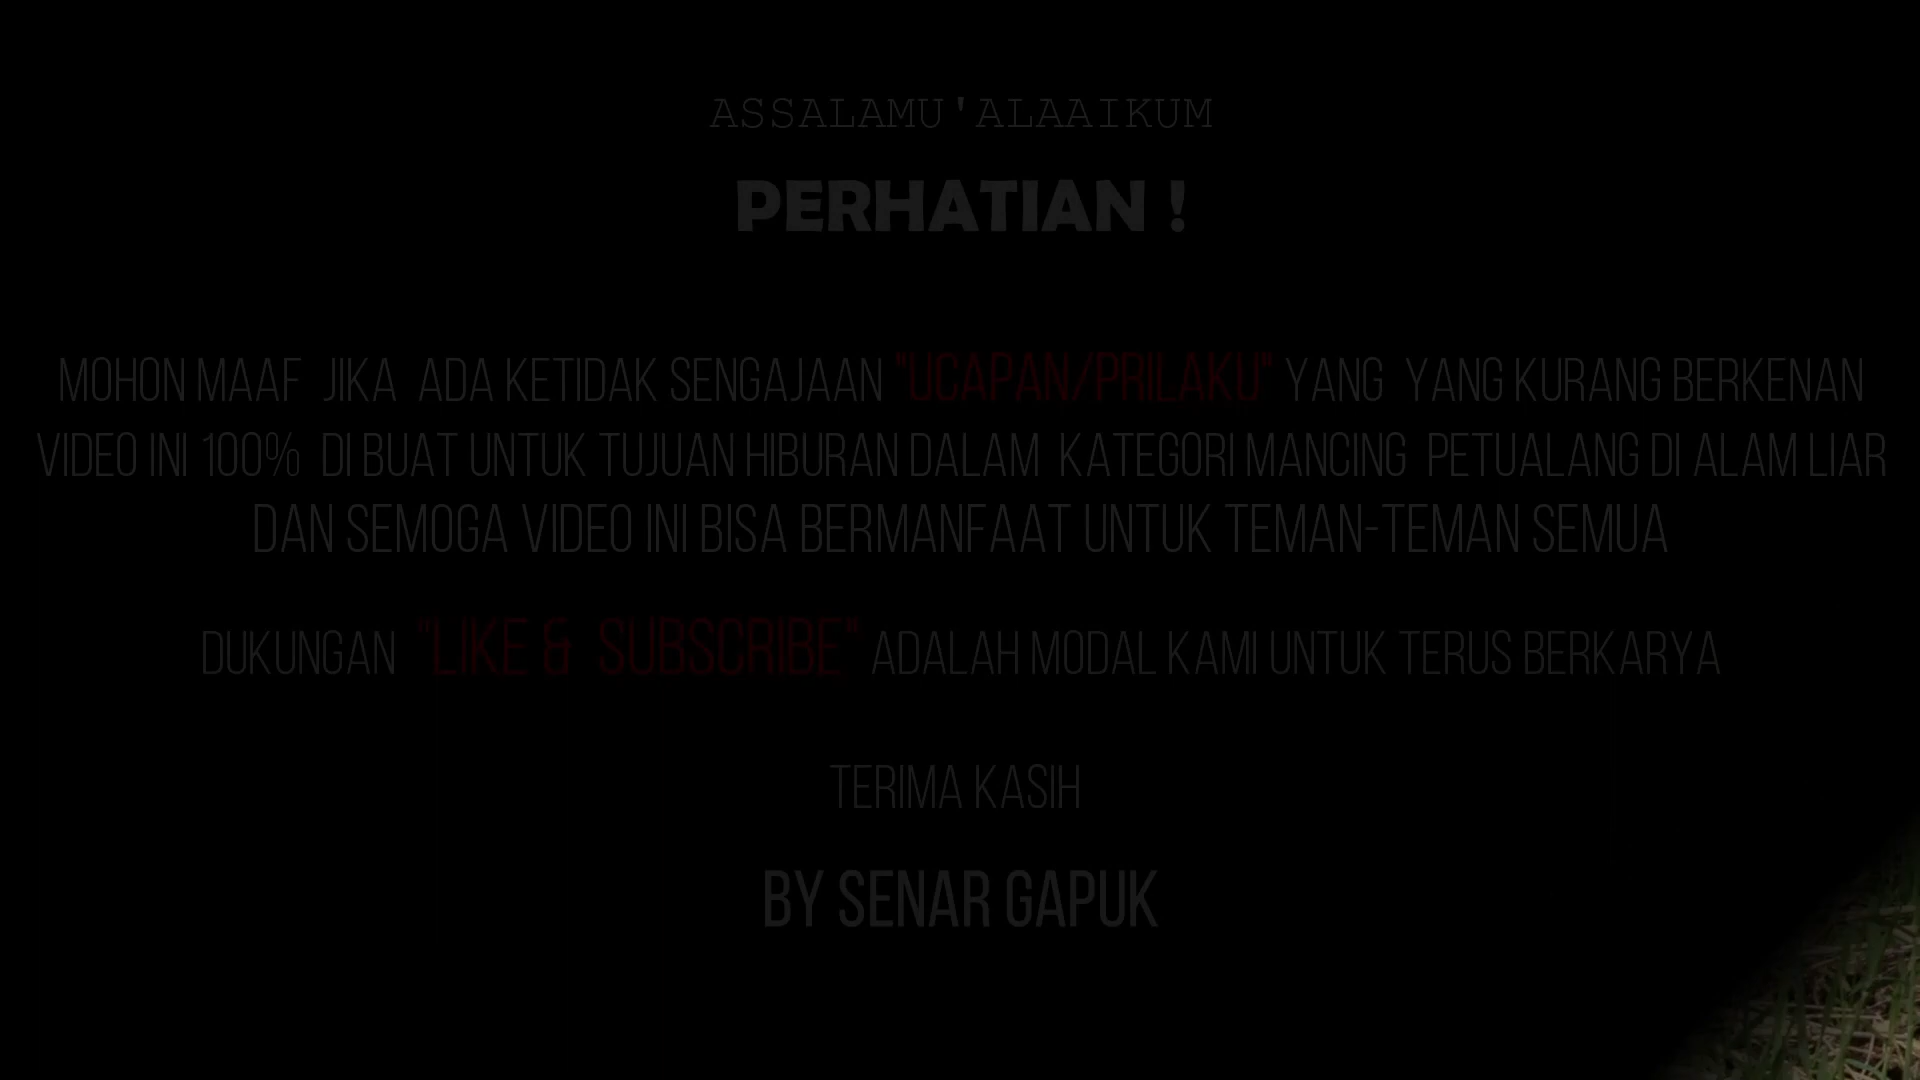 ASSALAMU'ALAAIKUM
PERHATIAN !
MOHON MAAF JIKA ADA KETIDAK SENGAJAAN "UCAPAN/PRILAKU" YANG YANG KURANG BERKENAN
VIDEO INI 100% DI BUAT UNTUK TUJUAN HIBURAN DALAM KATEGORI MANCING PETUALANG DI ALAM LIAR
DAN SEMOGA VIDEO INI BISA BERMANFAAT UNTUK TEMAN-TEMAN SEMUA
DUKUNGAN "LIKE & SUBSCRIBE" ADALAH MODAL KAMI UNTUK TERUS BERKARYA
TERIMA KASIH
BY SENAR GAPUK